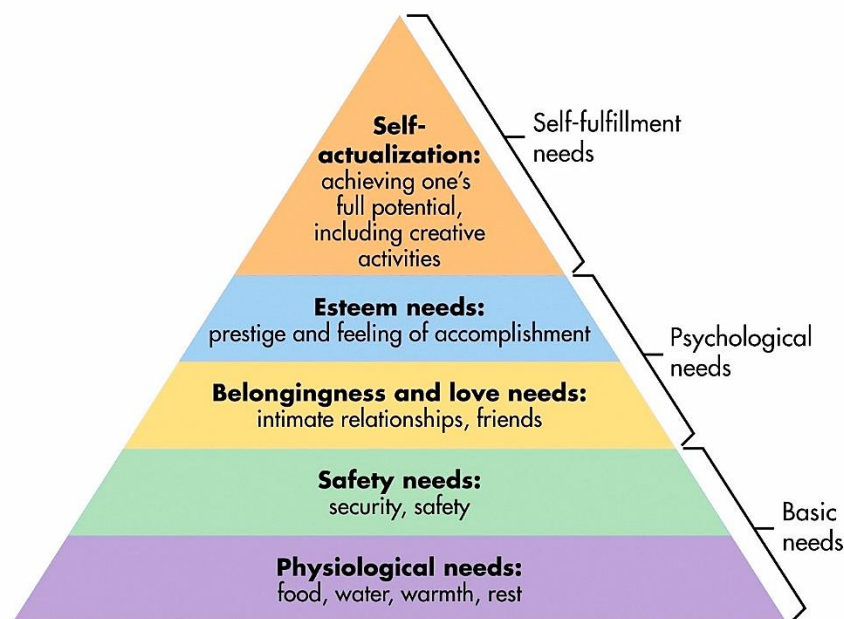 Self-
actualization:
achieving one's
full potential,
including creative
activities
Self-fulfillment
needs
Esteem needs:
prestige and feeling of accomplishment
Belongingness and love needs:
intimate relationships, friends
Psychological
needs
Safety needs:
security, safety
Physiological needs:
food, water, warmth, rest
Basic
needs